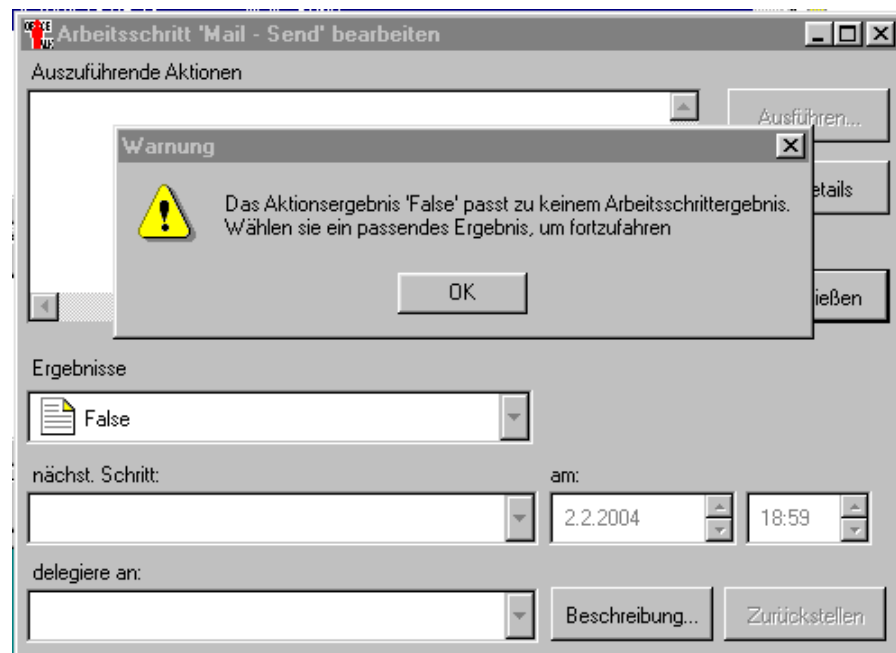 Arbeitsschritt 'Mail - Send' bearbeiten
Auszuführende Aktionen
Ausführen...
Warnung
Das Aktionsergebnis 'False' passt zu keinem Arbeitsschrittergebnis.
Wählen sie ein passendes Ergebnis, um fortzufahren
OK
Ergebnisse
False
nächst. Schritt:
am:
2.2.2004
18:59
delegiere an:
Beschreibung...
Zurückstellen